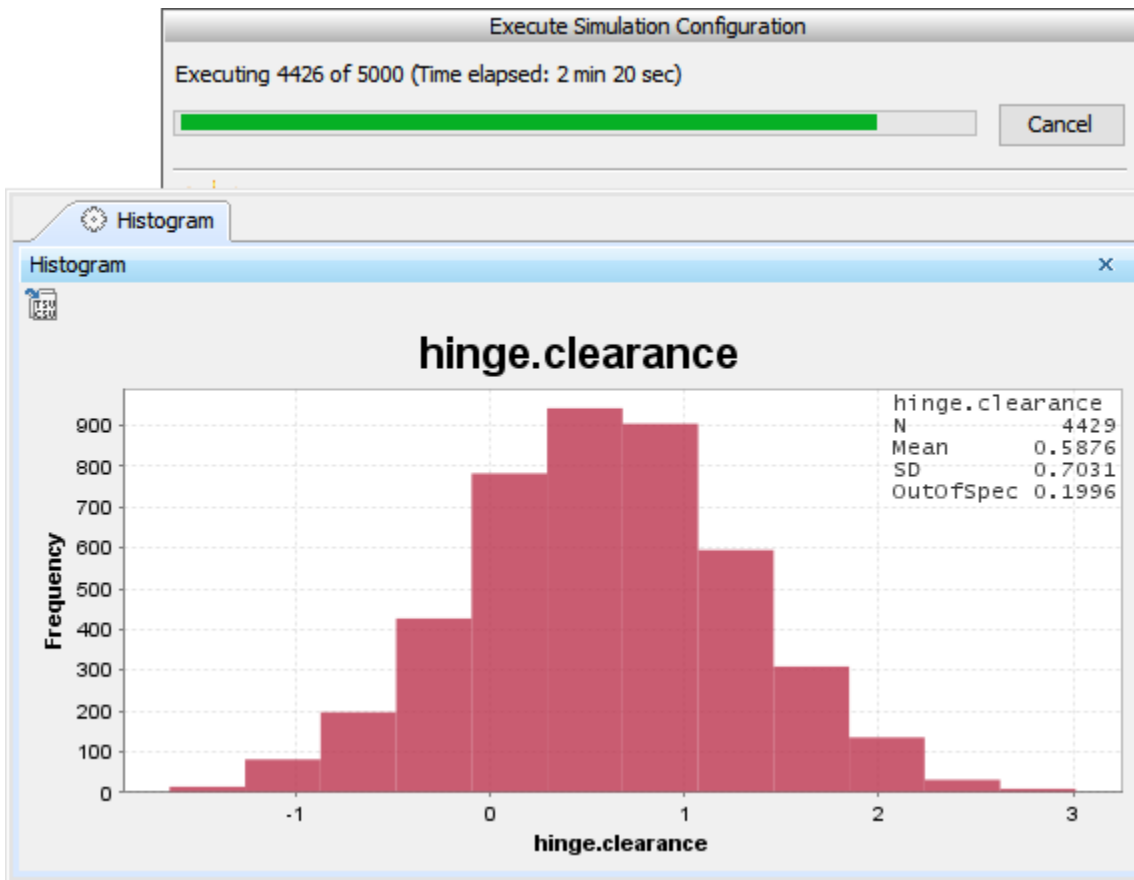 Execute Simulation Configuration
Executing 4426 of 5000 (Time elapsed: 2 min 20 sec)
Cancel
Histogram
Histogram
TSV
CSV
hinge.clearance
hinge.clearance
N 4429
Mean 0.5876
SD 0.7031
OutOfSpec 0.1996
Frequency
900
800
700
600
500
400
300
200
100
0
-1 0 1 2 3
hinge.clearance